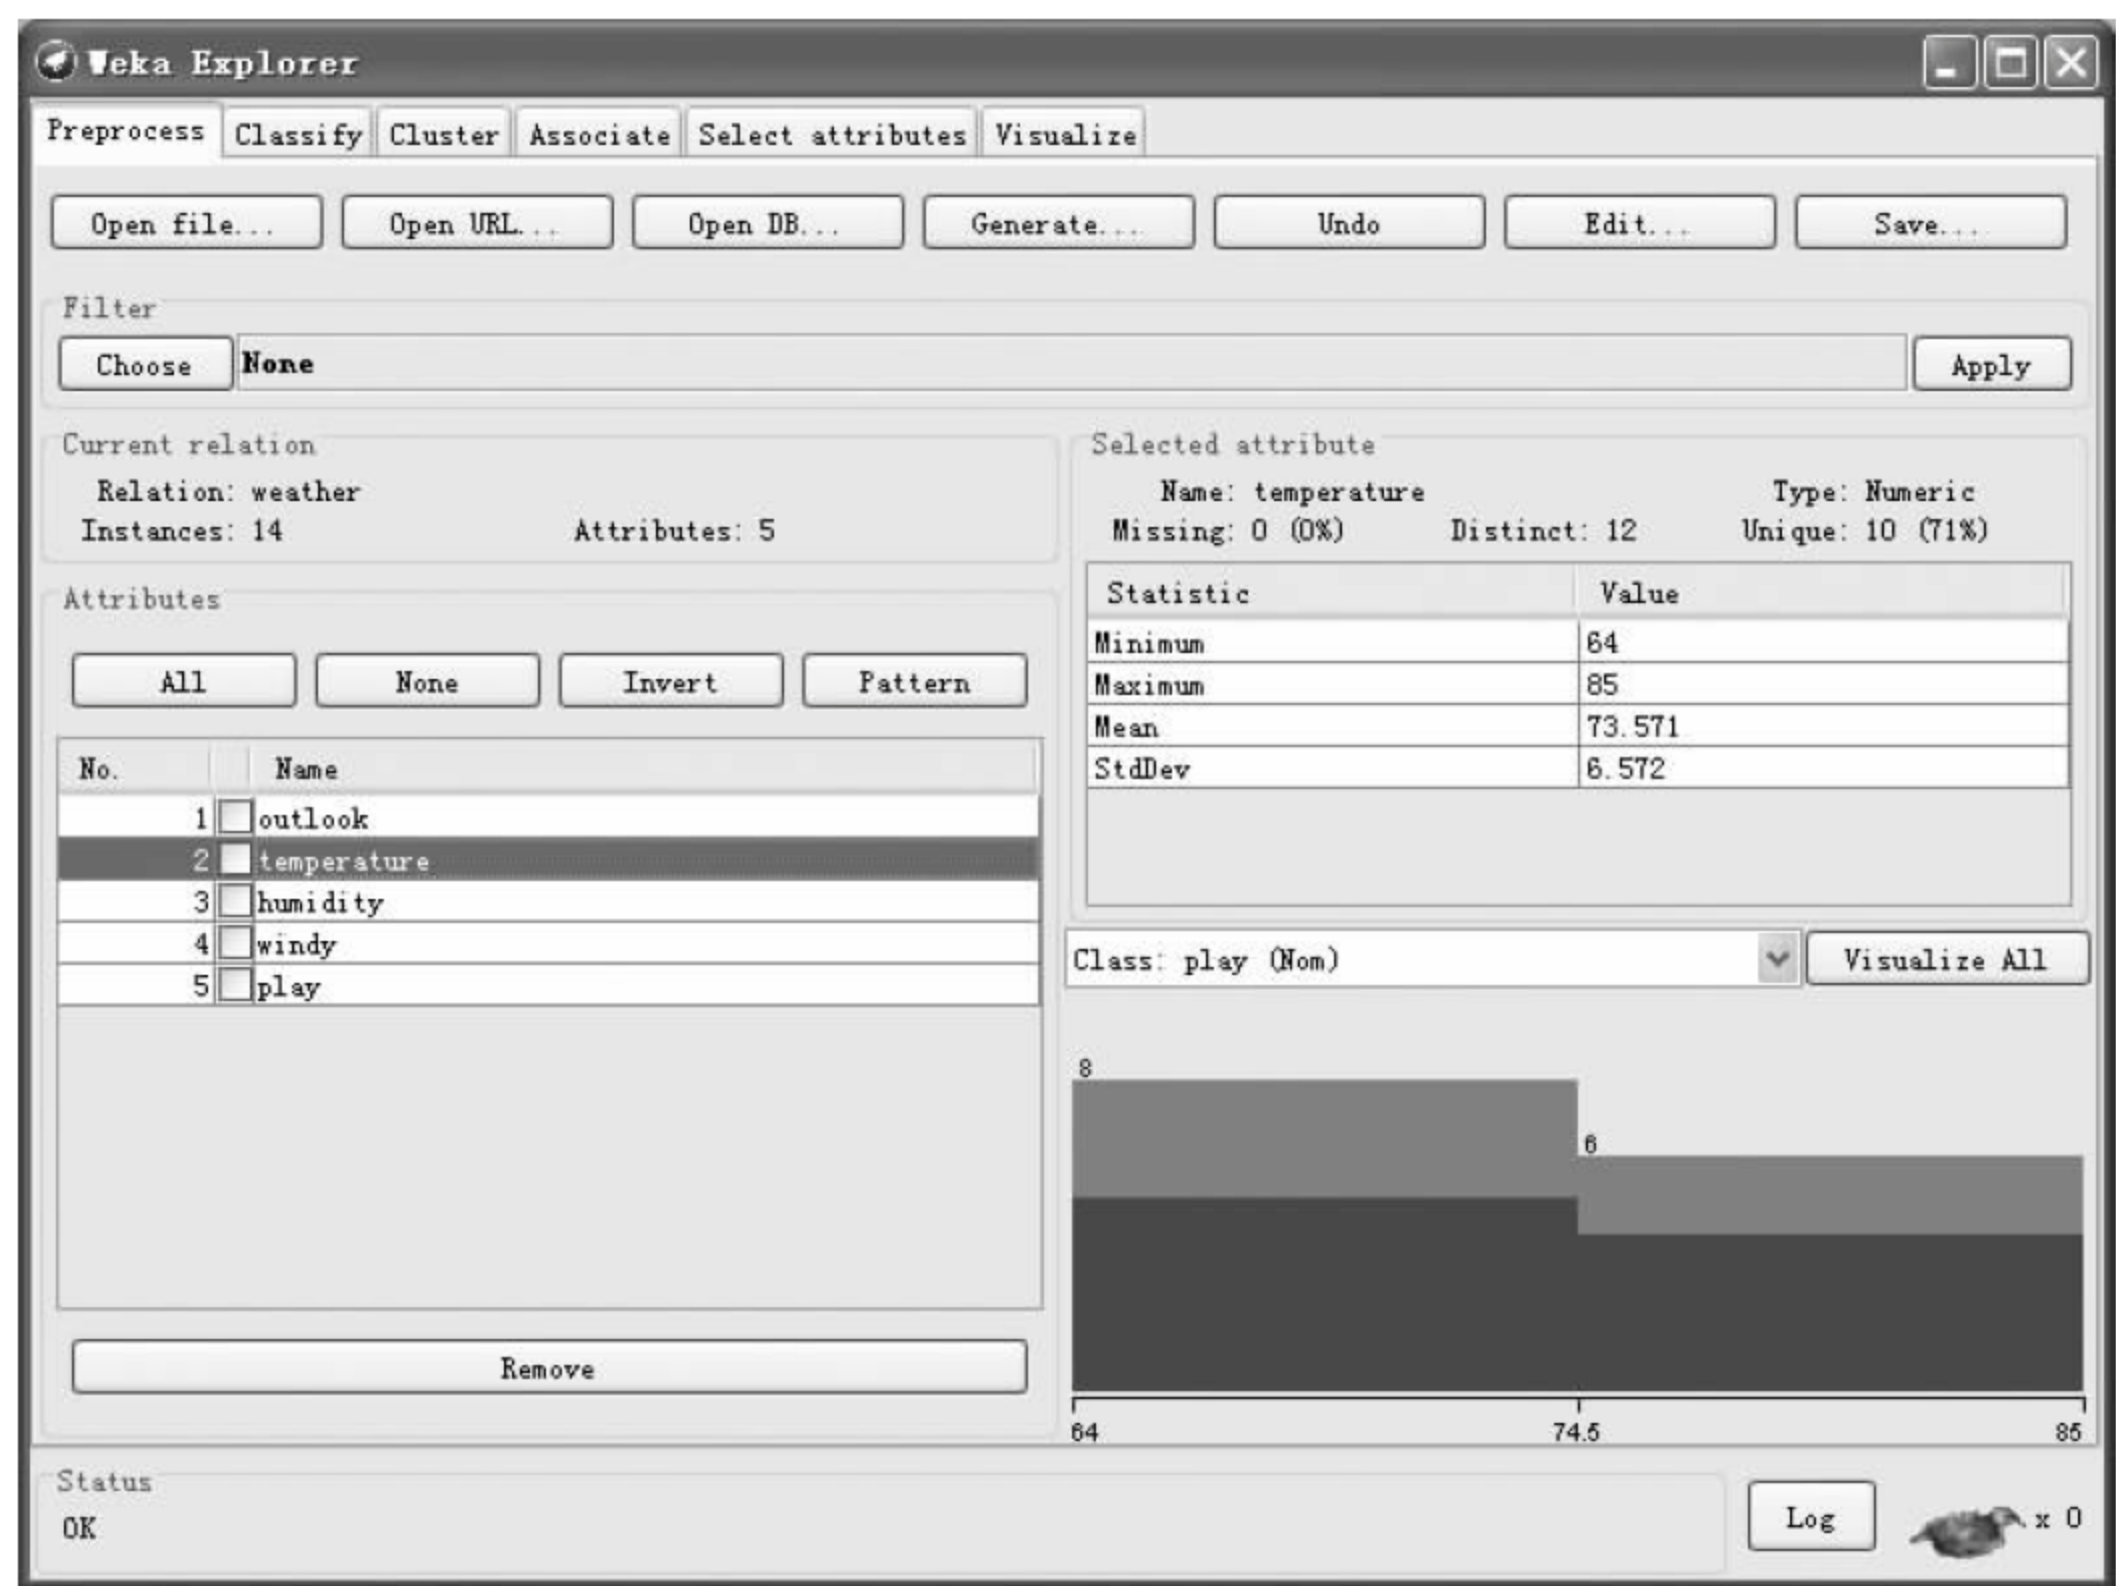 Weka Explorer
Preprocess Classify Cluster Associate Select attributes Visualize
Open file... Open URL... Open DB... Generate... Undo Edit... Save...
Filter
Choose None Apply
Current relation
Relation: weather
Instances: 14 Attributes: 5
Selected attribute
Name: temperature Type: Numeric
Missing: 0 (0%) Distinct: 12 Unique: 10 (71%)
Statistic Value
Minimum 64
Maximum 85
Mean 73.571
StdDev 6.572
Attributes
All None Invert Pattern
No. Name
1 outlook
2 temperature
3 humidity
4 windy
5 play
Remove
Class: play (Nom) Visualize All
8
6
64 74.5 85
Status
OK
Log x 0